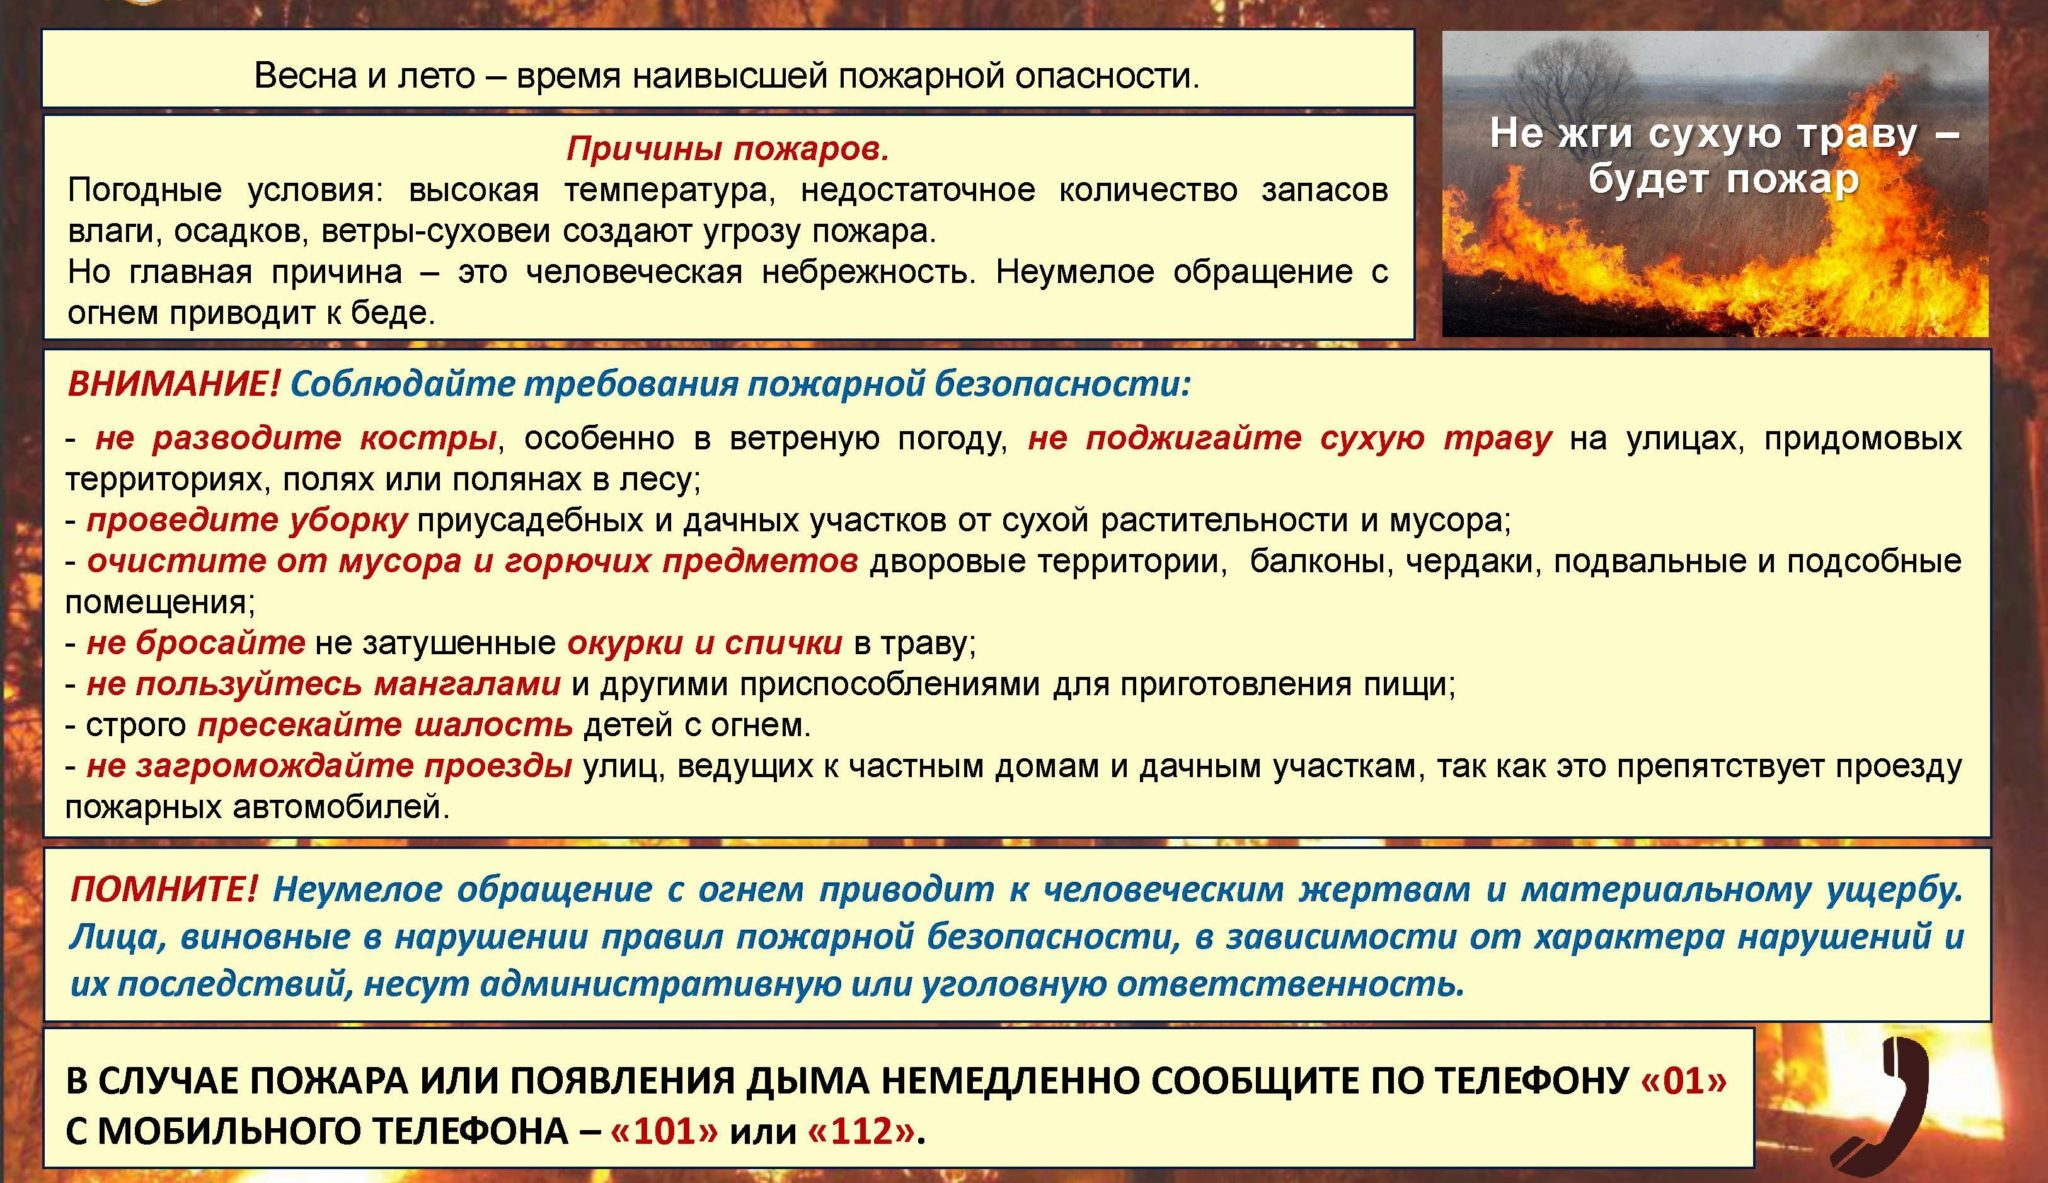 Весна и лето – время наивысшей пожарной опасности.
Причины пожаров.
Погодные условия: высокая температура, недостаточное количество запасов
влаги, осадков, ветры-суховеи создают угрозу пожара.
Но главная причина – это человеческая небрежность. Неумелое обращение с
огнем приводит к беде.
Не жги сухую траву –
будет пожар
ВНИМАНИЕ! Соблюдайте требования пожарной безопасности:
- не разводите костры, особенно в ветреную погоду, не поджигайте сухую траву на улицах, придомовых
территориях, полях или полянах в лесу;
- проведите уборку приусадебных и дачных участков от сухой растительности и мусора;
- очистите от мусора и горючих предметов дворовые территории, балконы, чердаки, подвальные и подсобные
помещения;
- не бросайте не затушенные окурки и спички в траву;
- не пользуйтесь мангалами и другими приспособлениями для приготовления пищи;
- строго пресекайте шалость детей с огнем.
- не загромождайте проезды улиц, ведущих к частным домам и дачным участкам, так как это препятствует проезду
пожарных автомобилей.
ПОМНИТЕ! Неумелое обращение с огнем приводит к человеческим жертвам и материальному ущербу.
Лица, виновные в нарушении правил пожарной безопасности, в зависимости от характера нарушений и
их последствий, несут административную или уголовную ответственность.
В СЛУЧАЕ ПОЖАРА ИЛИ ПОЯВЛЕНИЯ ДЫМА НЕМЕДЛЕННО СООБЩИТЕ ПО ТЕЛЕФОНУ «01»
С МОБИЛЬНОГО ТЕЛЕФОНА – «101» или «112».